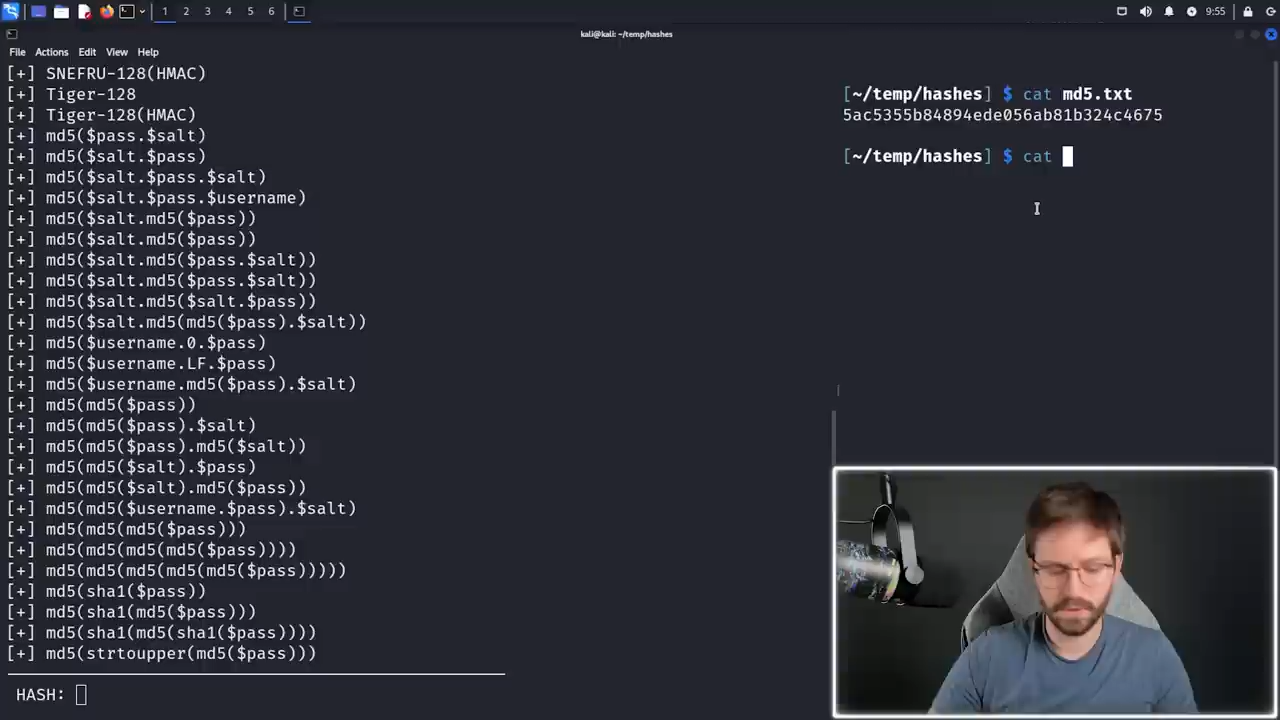 1 2 3 4 5 6
9:55
kali@kali: ~/temp/hashes
File Actions Edit View Help
[+] SNEFRU-128(HMAC)
[+] Tiger-128
[+] Tiger-128(HMAC)
[+] md5($pass.$salt)
[+] md5($salt.$pass)
[+] md5($salt.$pass.$salt)
[+] md5($salt.$pass.$username)
[+] md5($salt.md5($pass))
[+] md5($salt.md5($pass))
[+] md5($salt.md5($pass.$salt))
[+] md5($salt.md5($pass.$salt))
[+] md5($salt.md5($salt.$pass))
[+] md5($salt.md5(md5($pass).$salt))
[+] md5($username.0.$pass)
[+] md5($username.LF.$pass)
[+] md5($username.md5($pass).$salt)
[+] md5(md5($pass))
[+] md5(md5($pass).$salt)
[+] md5(md5($pass).md5($salt))
[+] md5(md5($salt).$pass)
[+] md5(md5($salt).md5($pass))
[+] md5(md5($username.$pass).$salt)
[+] md5(md5(md5($pass)))
[+] md5(md5(md5(md5($pass))))
[+] md5(md5(md5(md5(md5($pass)))))
[+] md5(sha1($pass))
[+] md5(sha1(md5($pass)))
[+] md5(sha1(md5(sha1($pass))))
[+] md5(strtoupper(md5($pass)))
HASH:
[~/temp/hashes] $ cat md5.txt
5ac5355b84894ede056ab81b324c4675
[~/temp/hashes] $ cat